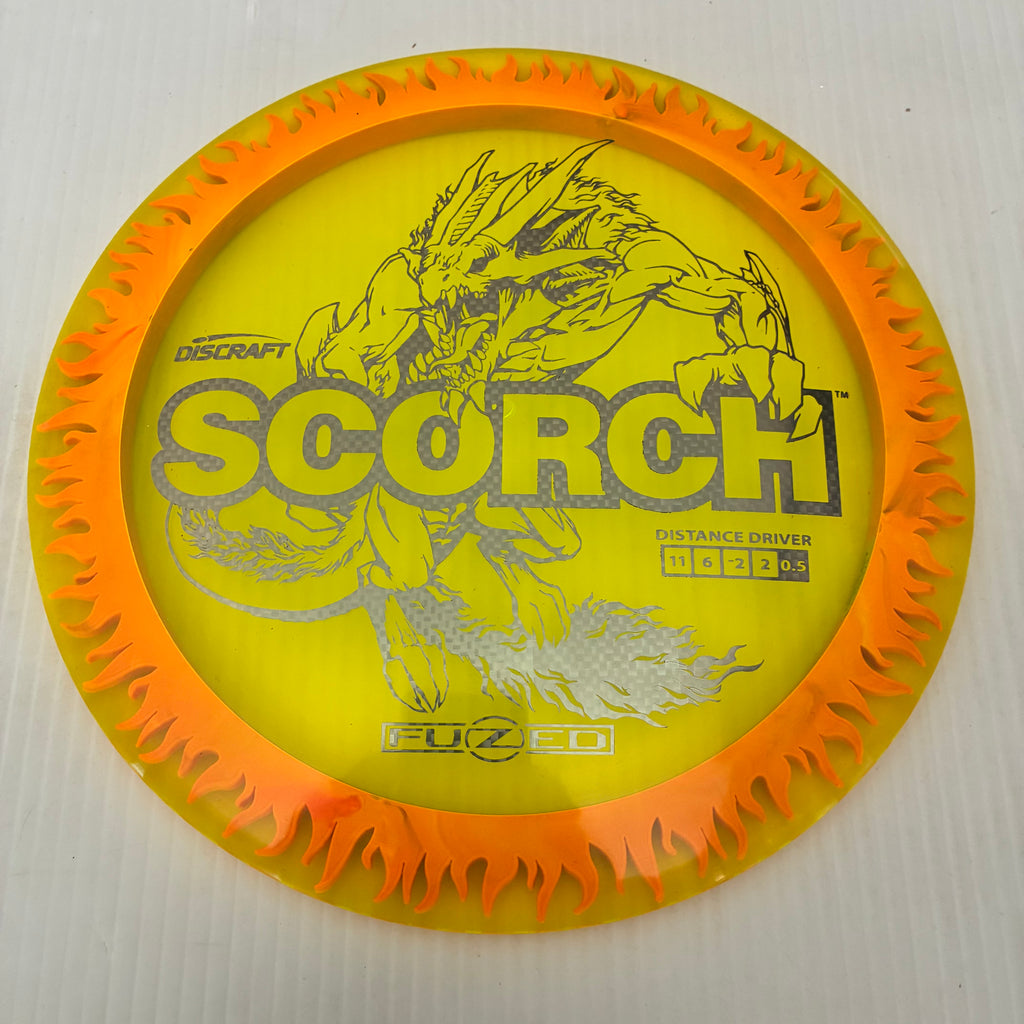 DISCRAFT
SCORCH™
DISTANCE DRIVER
11 6 -2 2 0.5
FUZED